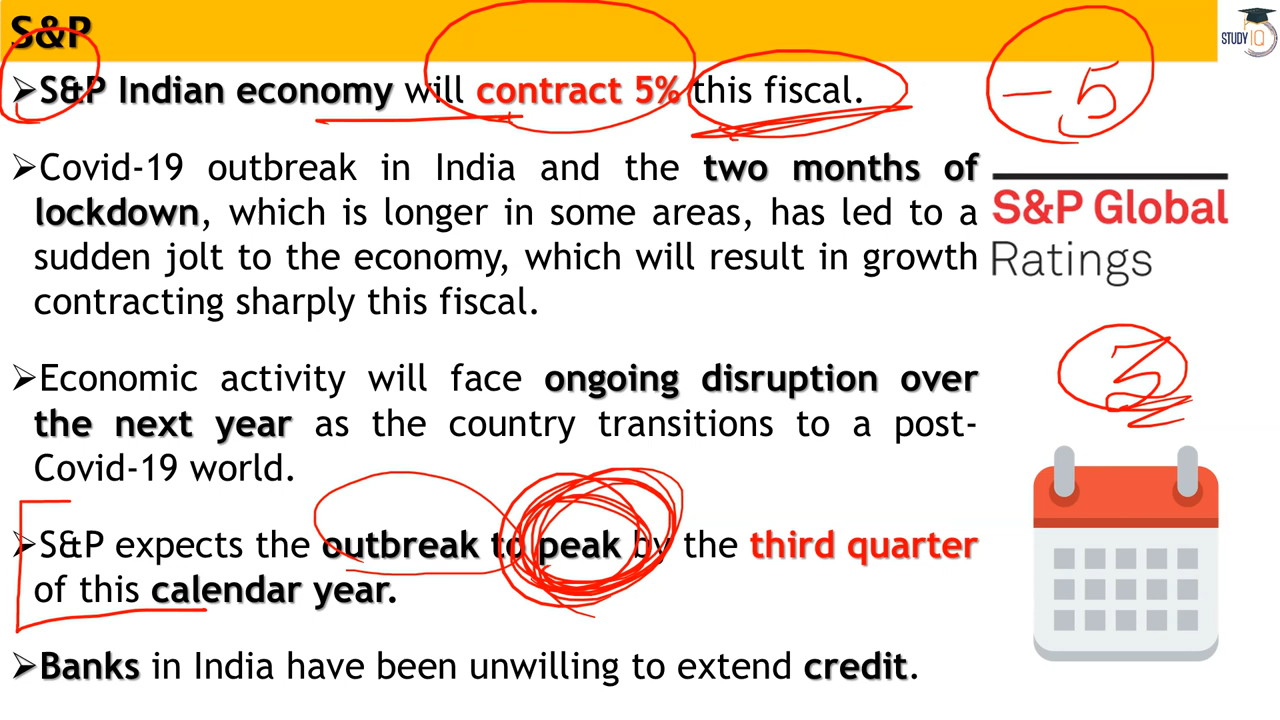 S&P
STUDY IQ
➢S&P Indian economy will contract 5% this fiscal.
- 5
➢Covid-19 outbreak in India and the two months of
lockdown, which is longer in some areas, has led to a
sudden jolt to the economy, which will result in growth
contracting sharply this fiscal.
S&P Global
Ratings
➢Economic activity will face ongoing disruption over
the next year as the country transitions to a post-
Covid-19 world.
3
➢S&P expects the outbreak to peak by the third quarter
of this calendar year.
➢Banks in India have been unwilling to extend credit.